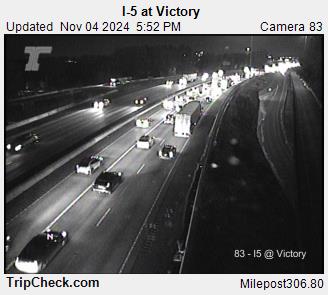 I-5 at Victory
Updated Nov 04 2024 5:52 PM Camera 83
T
N
83 - I5 @ Victory
TripCheck.com Milepost306.80